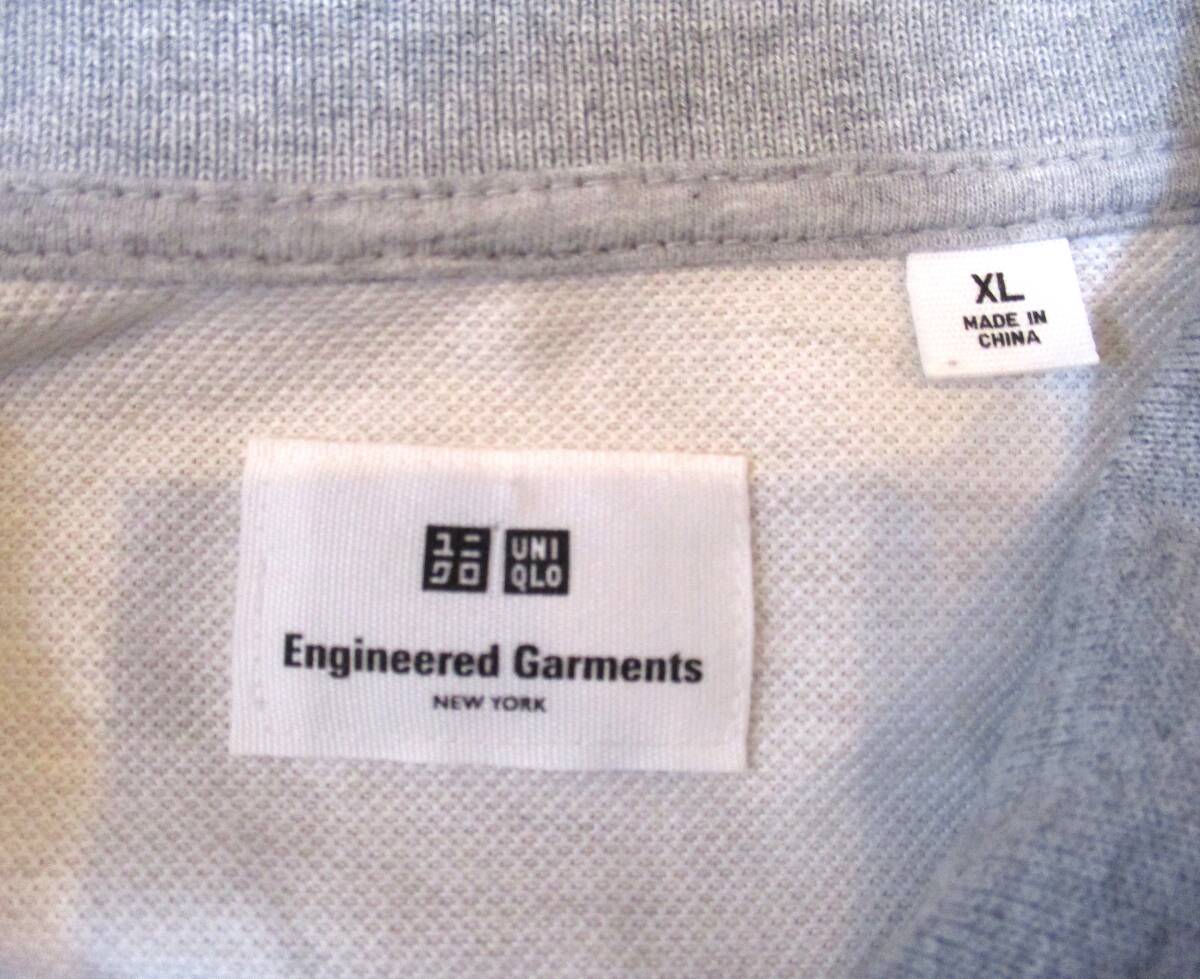 XL
MADE IN
CHINA
ユニ
クロ
UNI
QLO
Engineered Garments
NEW YORK